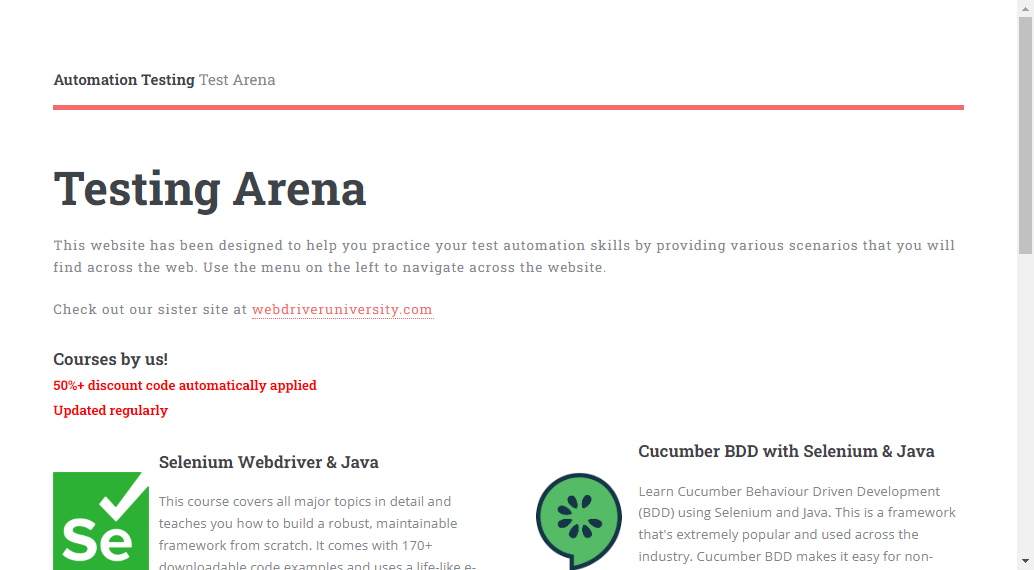 Automation Testing Test Arena
Testing Arena
This website has been designed to help you practice your test automation skills by providing various scenarios that you will
find across the web. Use the menu on the left to navigate across the website.
Check out our sister site at webdriveruniversity.com
Courses by us!
50%+ discount code automatically applied
Updated regularly
Selenium Webdriver & Java
This course covers all major topics in detail and
teaches you how to build a robust, maintainable
framework from scratch. It comes with 170+
downloadable code examples and uses a life-like e-
Se
Cucumber BDD with Selenium & Java
Learn Cucumber Behaviour Driven Development
(BDD) using Selenium and Java. This is a framework
that's extremely popular and used across the
industry. Cucumber BDD makes it easy for non-